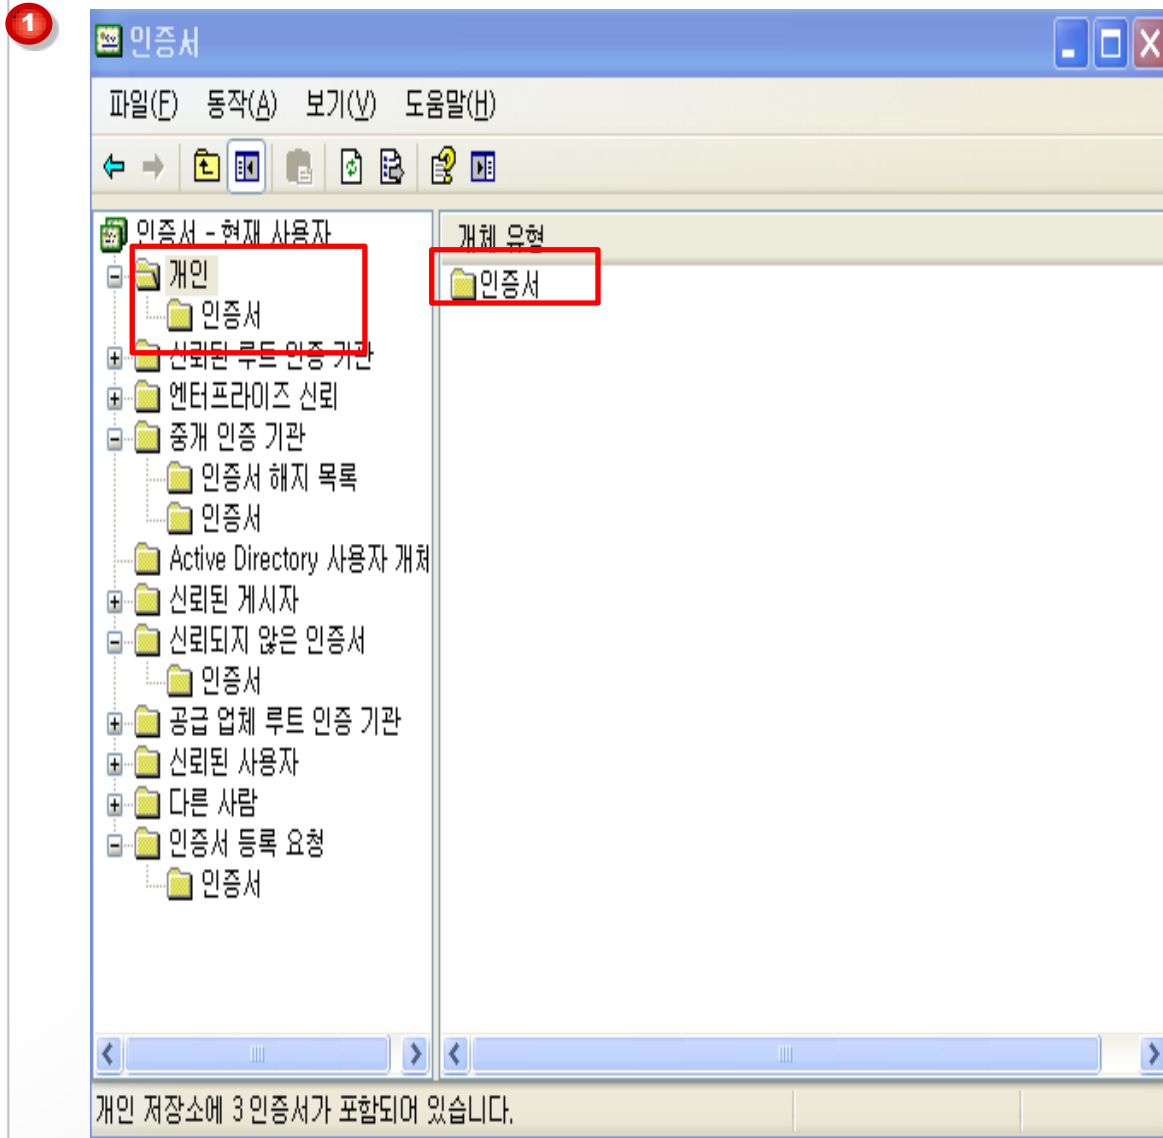 1
인증서
파일(F) 동작(A) 보기(V) 도움말(H)
인증서 - 현재 사용자
개인
인증서
신뢰된 루트 인증 기관
엔터프라이즈 신뢰
중개 인증 기관
인증서 해지 목록
인증서
Active Directory 사용자 개체
신뢰된 게시자
신뢰되지 않은 인증서
인증서
공급 업체 루트 인증 기관
신뢰된 사용자
다른 사람
인증서 등록 요청
인증서
개체 유형
인증서
개인 저장소에 3 인증서가 포함되어 있습니다.